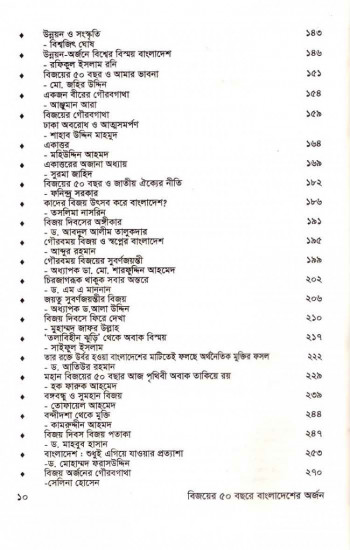 ♦ উন্নয়ন ও সংস্কৃতি ১৪৩
- বিশ্বজিৎ ঘোষ
♦ উন্নয়ন-অর্জনে বিশ্বের বিস্ময় বাংলাদেশ ১৪৬
- রফিকুল ইসলাম রনি
♦ বিজয়ের ৫০ বছর ও আমার ভাবনা ১৫১
- মো. জহির উদ্দিন
♦ একজন বীরের গৌরবগাথা ১৫৪
- আঞ্জুমান আরা
♦ বিজয়ের গৌরবগাথা ১৫৯
ঢাকা অবরোধ ও আত্মসমর্পণ
- শাহাব উদ্দিন মাহমুদ
♦ একাত্তর ১৬৪
- মহিউদ্দিন আহমদ
♦ একাত্তরের অজানা অধ্যায় ১৬৯
- সুরমা জাহিদ
♦ বিজয়ের ৫০ বছর ও জাতীয় ঐক্যের নীতি ১৮২
- ফনিন্দ্র সরকার
♦ কাদের বিজয় উৎসব করে বাংলাদেশ? ১৮৬
- তসলিমা নাসরিন
♦ বিজয় দিবসের অঙ্গীকার ১৯১
- ড. আবদুল আলীম তালুকদার
♦ গৌরবময় বিজয় ও স্বপ্নের বাংলাদেশ ১৯৫
- আব্দুর রহমান
♦ গৌরবময় বিজয়ের সুবর্ণজয়ন্তী ১৯৯
- অধ্যাপক ডা. মো. শারফুদ্দিন আহমেদ
♦ চিরজাগরূক থাকুক সবার অন্তরে ২০২
- ড. এম এ মাননান
♦ জয়তু সুবর্ণজয়ন্তীর বিজয় ২০৬
- অধ্যাপক ড.আলা উদ্দিন
♦ বিজয় দিবসে ফিরে দেখা ২১০
- মুহাম্মদ জাফর উল্লাহ
♦ 'তলাবিহীন ঝুড়ি' থেকে অবাক বিস্ময় ২১৭
- সাইফুল ইসলাম
♦ তার রক্তে উর্বর হওয়া বাংলাদেশের মাটিতেই ফলছে অর্থনৈতিক মুক্তির ফসল ২২২
- ড. আতিউর রহমান
♦ মহান বিজয়ের ৫০ বছর আজ পৃথিবী অবাক তাকিয়ে রয় ২২৯
- হক ফারুক আহমেদ
♦ বঙ্গবন্ধু ও সুমহান বিজয় ২৩৯
- তোফায়েল আহমেদ
♦ বন্দীদশা থেকে মুক্তি ২৪৪
- কামরুদ্দীন আহমদ
♦ বিজয় দিবস বিজয় পতাকা ২৪৭
- ড. মাহবুব হাসান
♦ বাংলাদেশ : শুধুই এগিয়ে যাওয়ার প্রত্যাশা ২৫৩
-ড. মোহাম্মদ ফরাসউদ্দিন
♦ বিজয় অর্জনের গৌরবগাথা ২৭০
-সেলিনা হোসেন
১০ বিজয়ের ৫০ বছরে বাংলাদেশের অর্জন